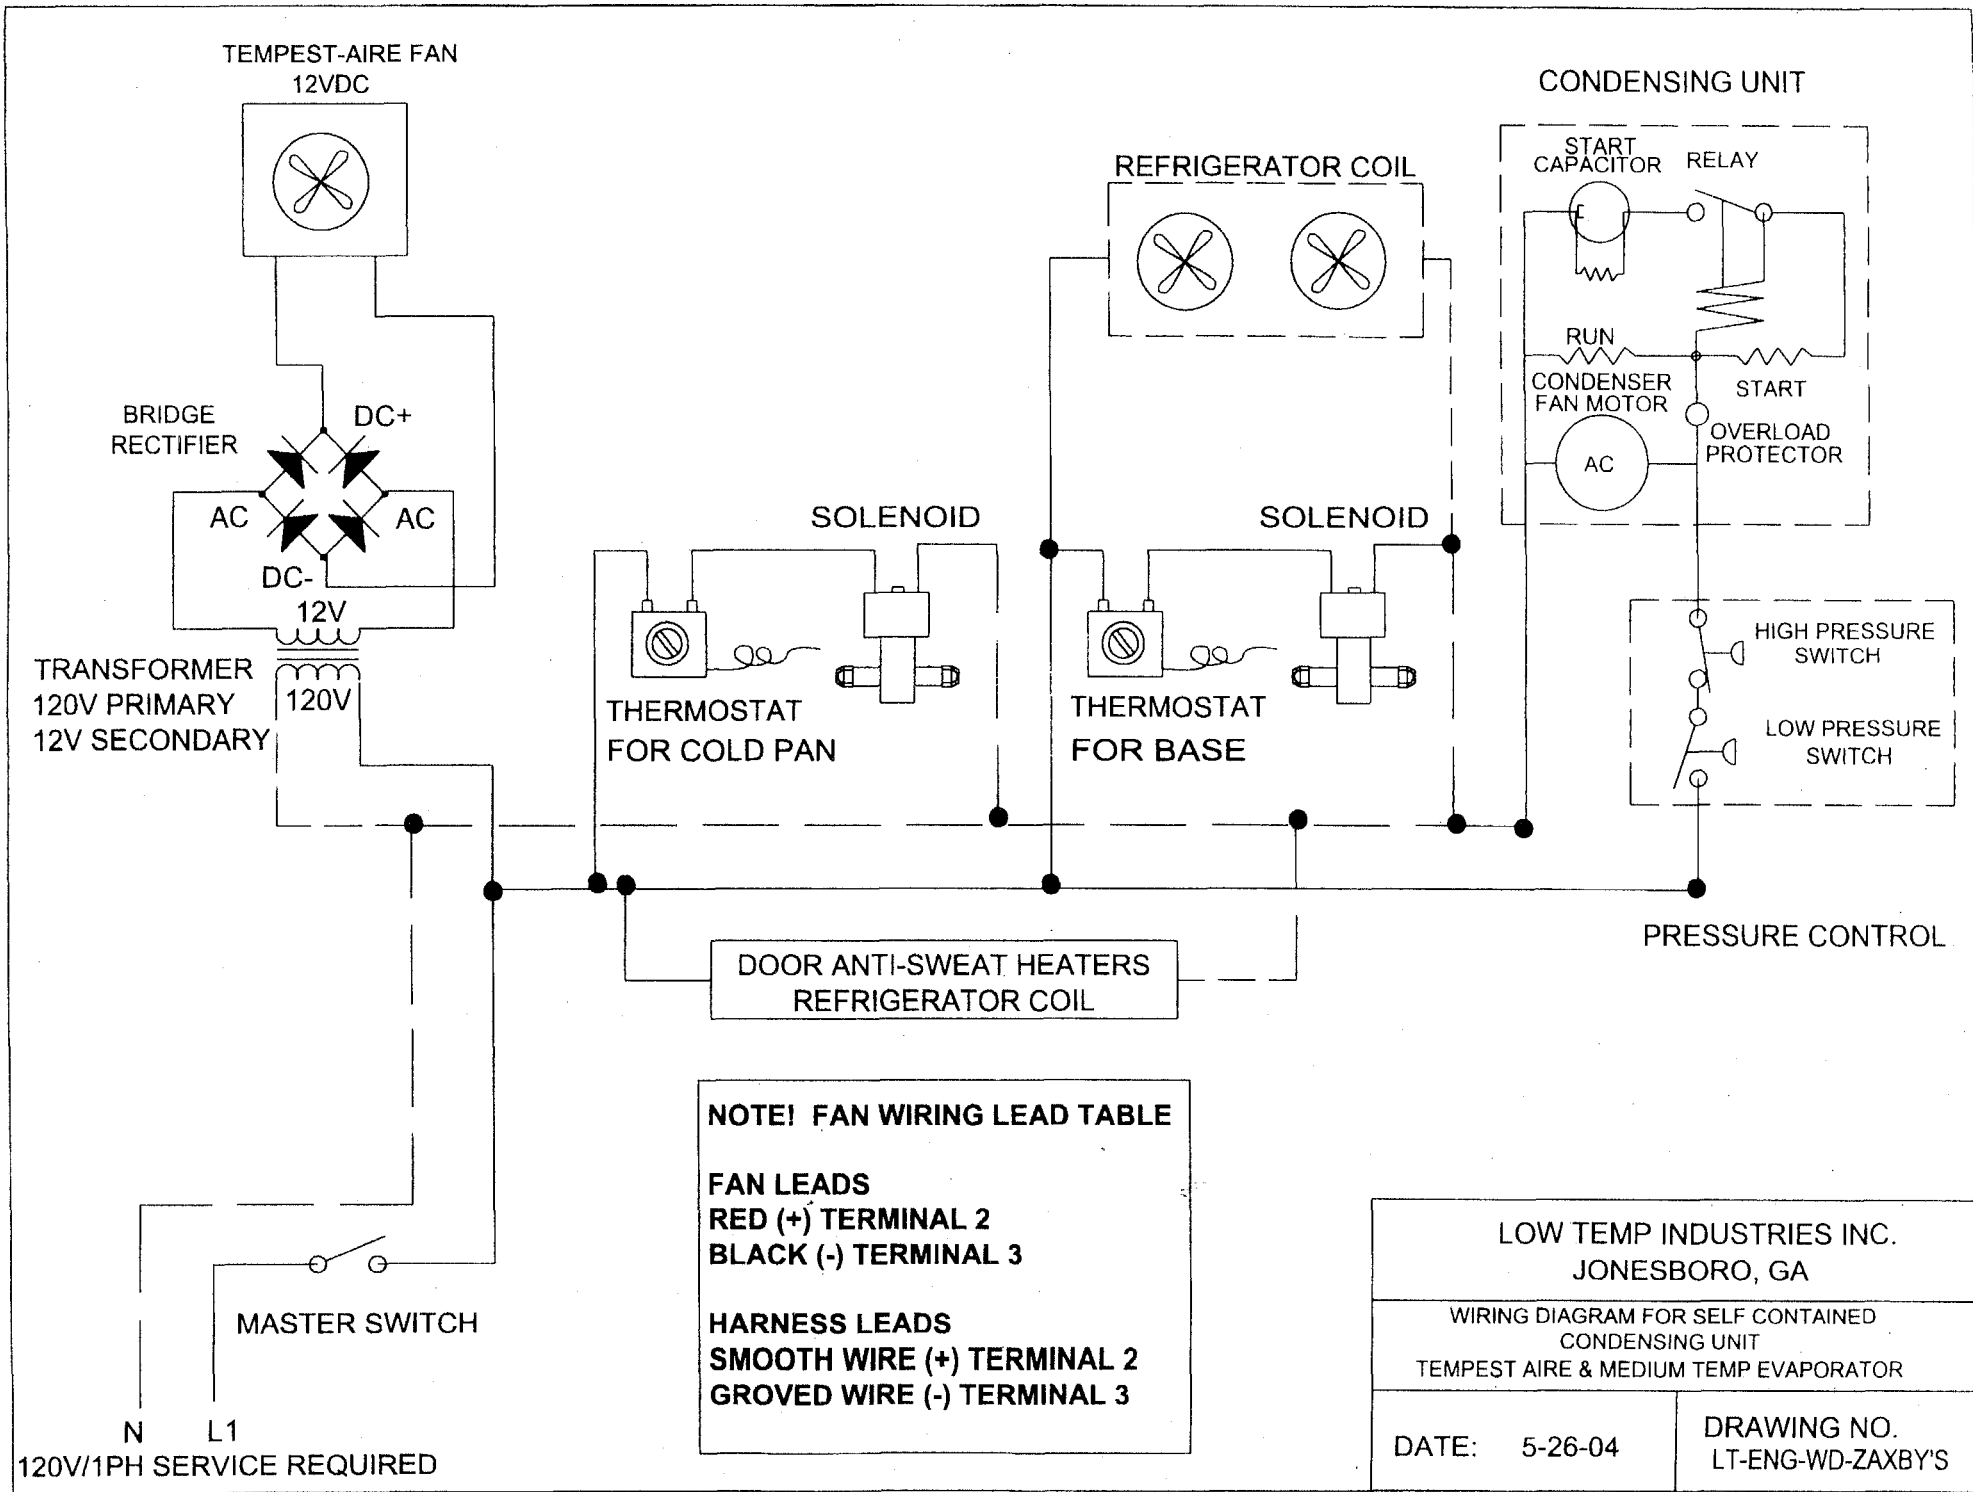 TEMPEST-AIRE FAN
12VDC
CONDENSING UNIT
START
CAPACITOR
RELAY
REFRIGERATOR COIL
RUN
CONDENSER
FAN MOTOR
START
BRIDGE
RECTIFIER
DC+
OVERLOAD
PROTECTOR
AC
AC
AC
SOLENOID
SOLENOID
DC-
12V
HIGH PRESSURE
SWITCH
TRANSFORMER
120V PRIMARY
12V SECONDARY
120V
THERMOSTAT
FOR COLD PAN
THERMOSTAT
FOR BASE
LOW PRESSURE
SWITCH
PRESSURE CONTROL
DOOR ANTI-SWEAT HEATERS
REFRIGERATOR COIL
NOTE! FAN WIRING LEAD TABLE
FAN LEADS
RED (+) TERMINAL 2
BLACK (-) TERMINAL 3
HARNESS LEADS
SMOOTH WIRE (+) TERMINAL 2
GROVED WIRE (-) TERMINAL 3
MASTER SWITCH
N
L1
120V/1PH SERVICE REQUIRED
LOW TEMP INDUSTRIES INC.
JONESBORO, GA
WIRING DIAGRAM FOR SELF CONTAINED
CONDENSING UNIT
TEMPEST AIRE & MEDIUM TEMP EVAPORATOR
DATE: 5-26-04
DRAWING NO.
LT-ENG-WD-ZAXBY'S